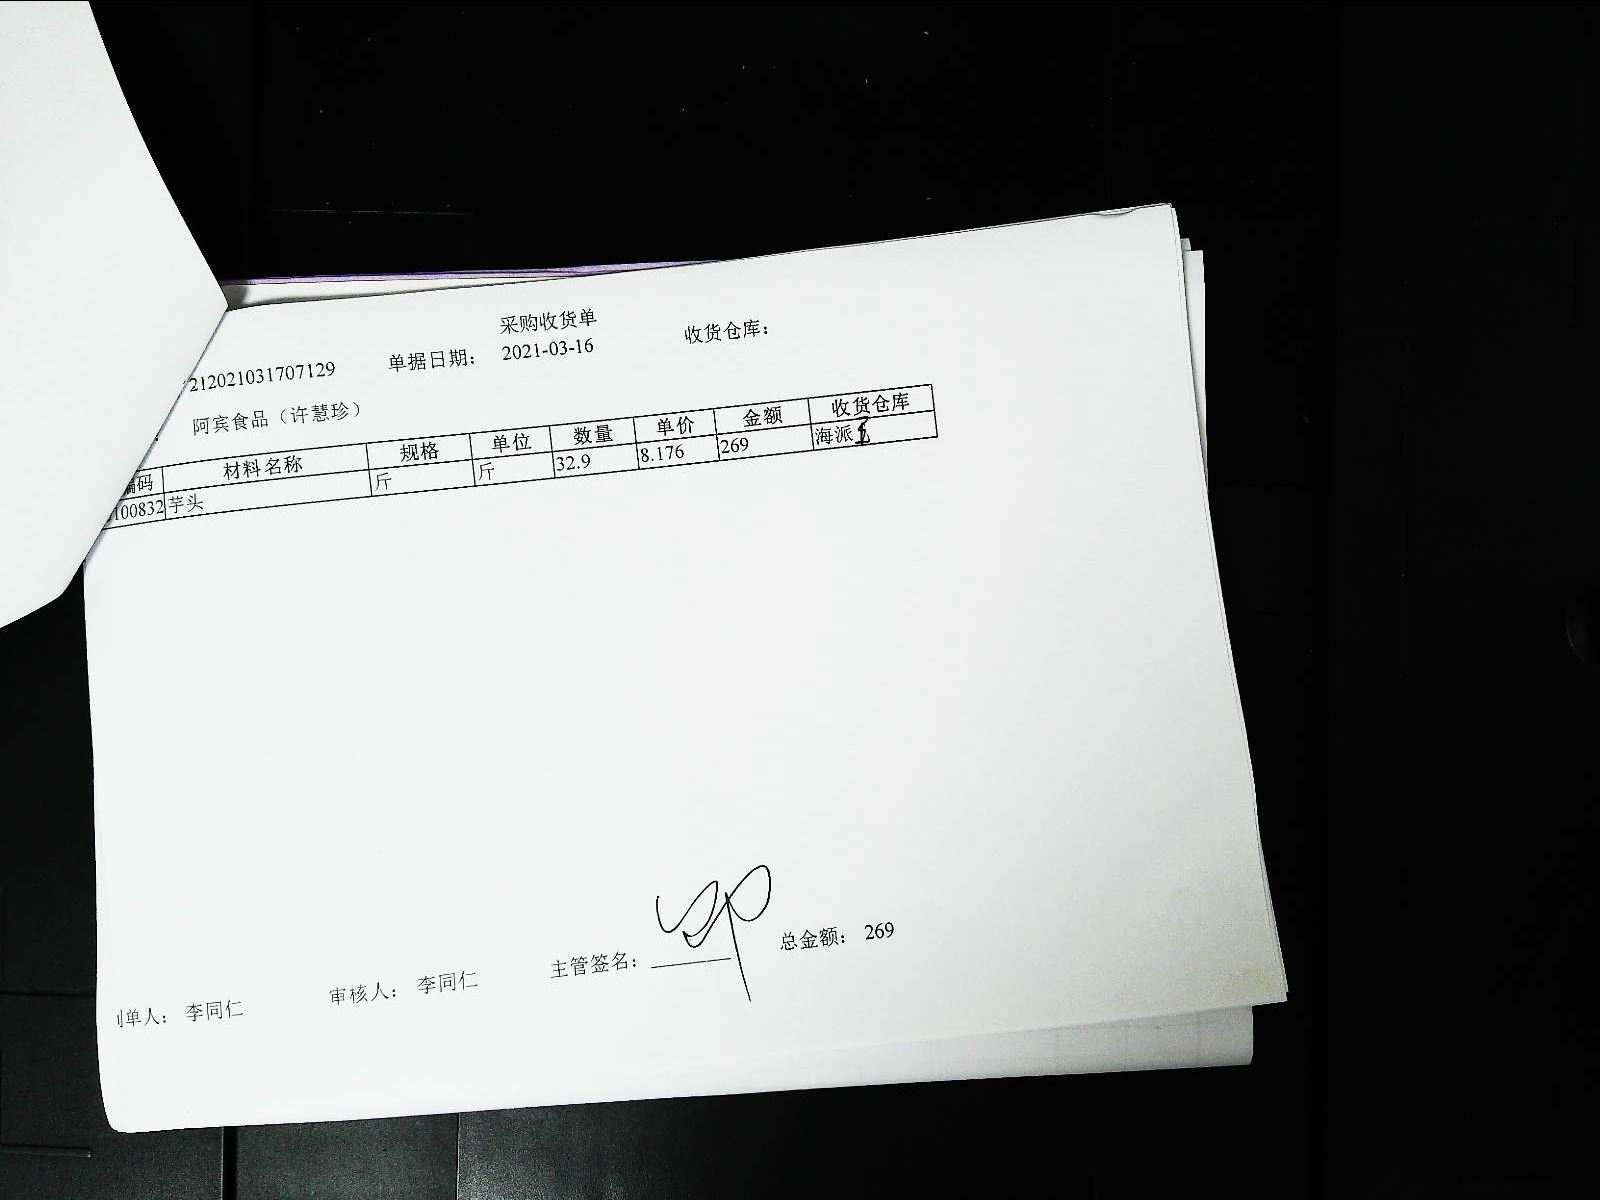 采购收货单
212021031707129 单据日期： 2021-03-16 收货仓库：
阿宾食品（许慧珍）
编码 材料名称 规格 单位 数量 单价 金额 收货仓库
100832 芋头 斤 斤 32.9 8.176 269 海派
制单人： 李同仁 审核人： 李同仁 主管签名： 总金额： 269